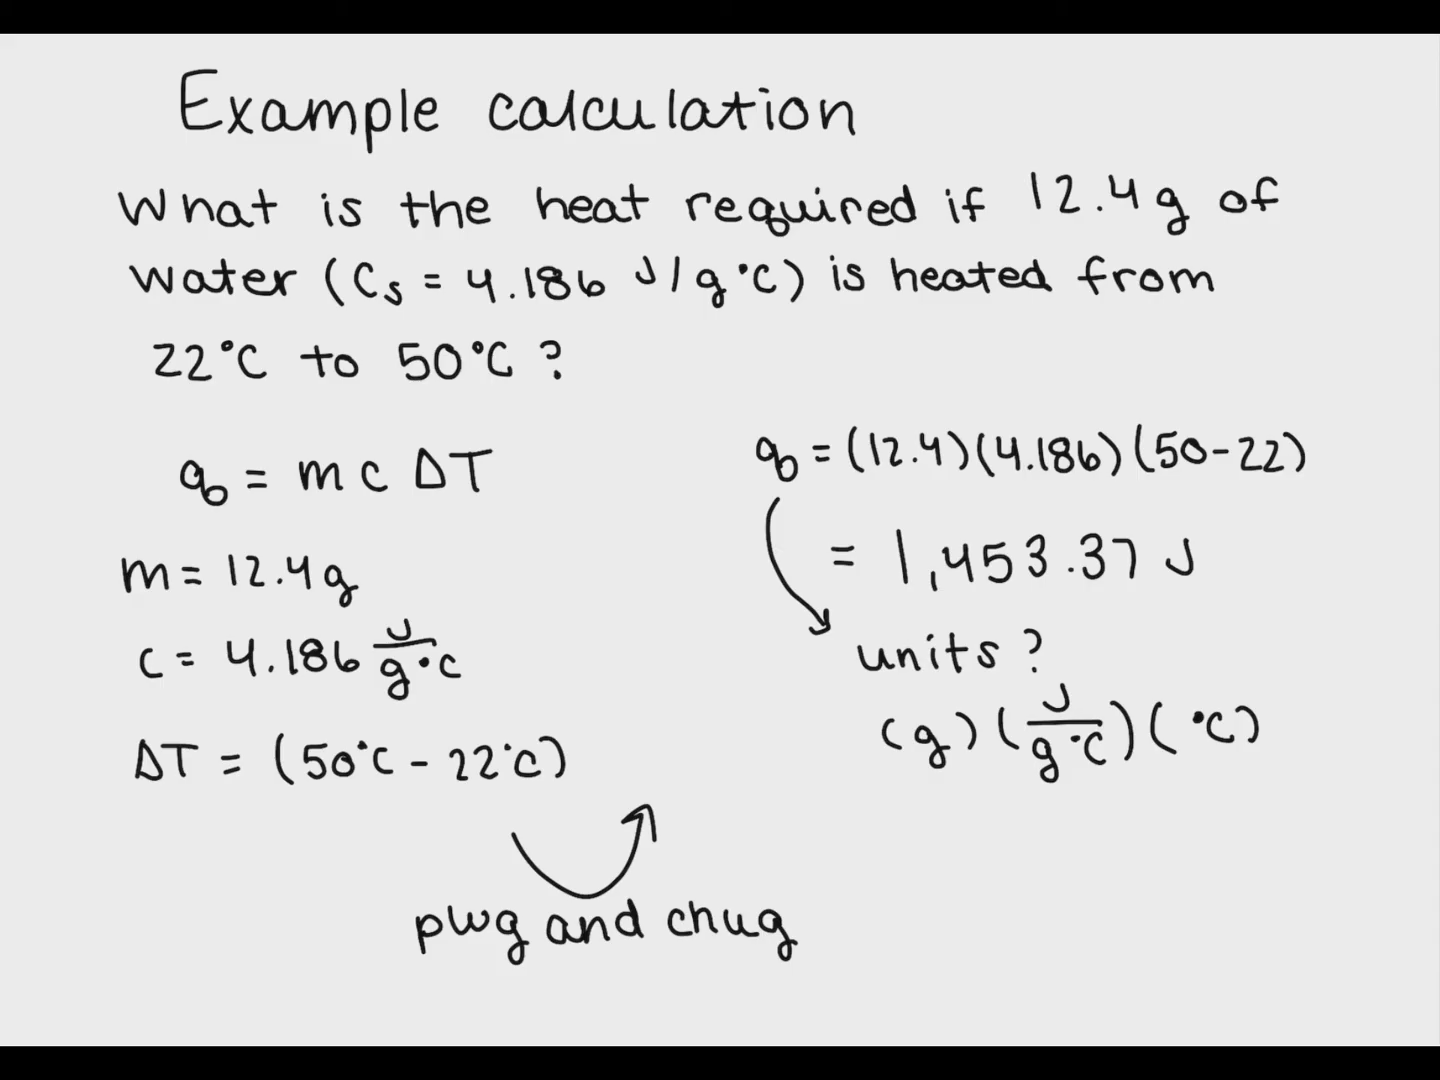 Example calculation
What is the heat required if 12.4g of
water (Cs = 4.186 J/g°C) is heated from
22°C to 50°C ?
q = m c ΔT
m = 12.4g
c = 4.186 J/g°C
ΔT = (50°C - 22°C)
plug and chug
q = (12.4)(4.186)(50-22)
= 1,453.37 J
units ?
(g)(J/g°C)(°C)